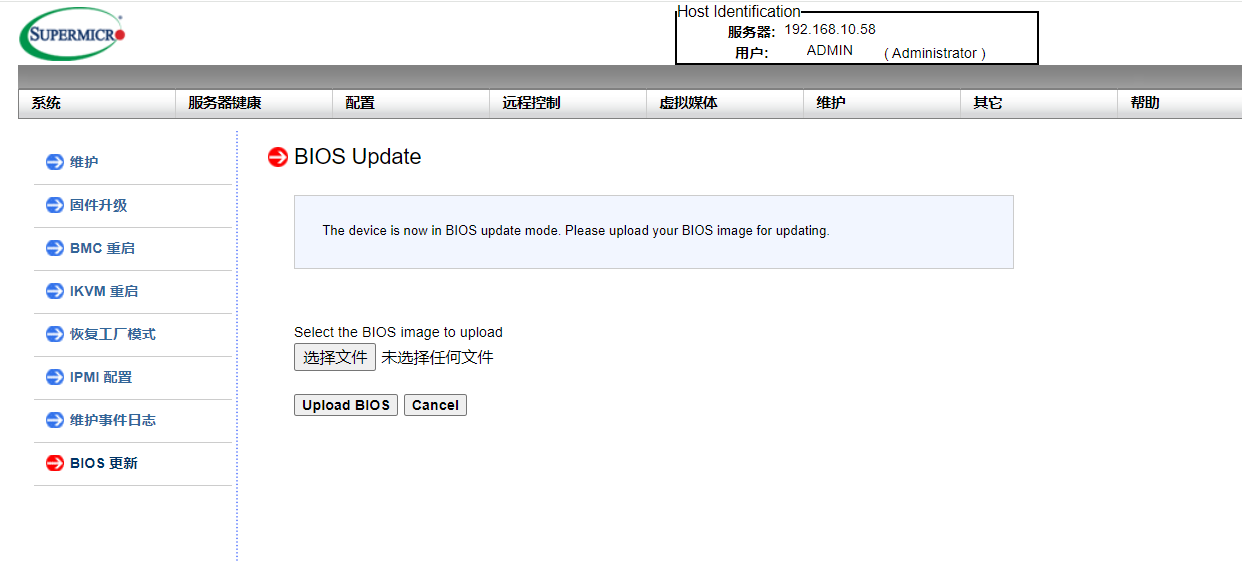 SUPERMICRO
Host Identification
服务器: 192.168.10.58
用户: ADMIN ( Administrator )
系统 服务器健康 配置 远程控制 虚拟媒体 维护 其它 帮助
维护
固件升级
BMC 重启
IKVM 重启
恢复工厂模式
IPMI 配置
维护事件日志
BIOS 更新
BIOS Update
The device is now in BIOS update mode. Please upload your BIOS image for updating.
Select the BIOS image to upload
选择文件 未选择任何文件
Upload BIOS Cancel